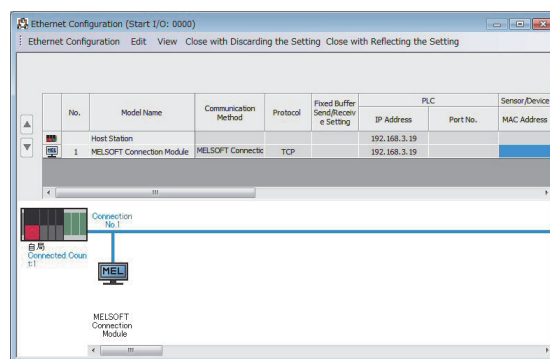 Ethernet Configuration (Start I/O: 0000)
Ethernet Configuration Edit View Close with Discarding the Setting Close with Reflecting the Setting
No.
Model Name
Communication
Method
Protocol
Fixed Buffer
Send/Receiv
e Setting
PLC
IP Address
Port No.
Sensor/Device
MAC Address
Host Station 192.168.3.19
1 MELSOFT Connection Module MELSOFT Connectic TCP 192.168.3.19
Connection
No.1
自局
Connected Coun
t:1
MEL
MELSOFT
Connection
Module